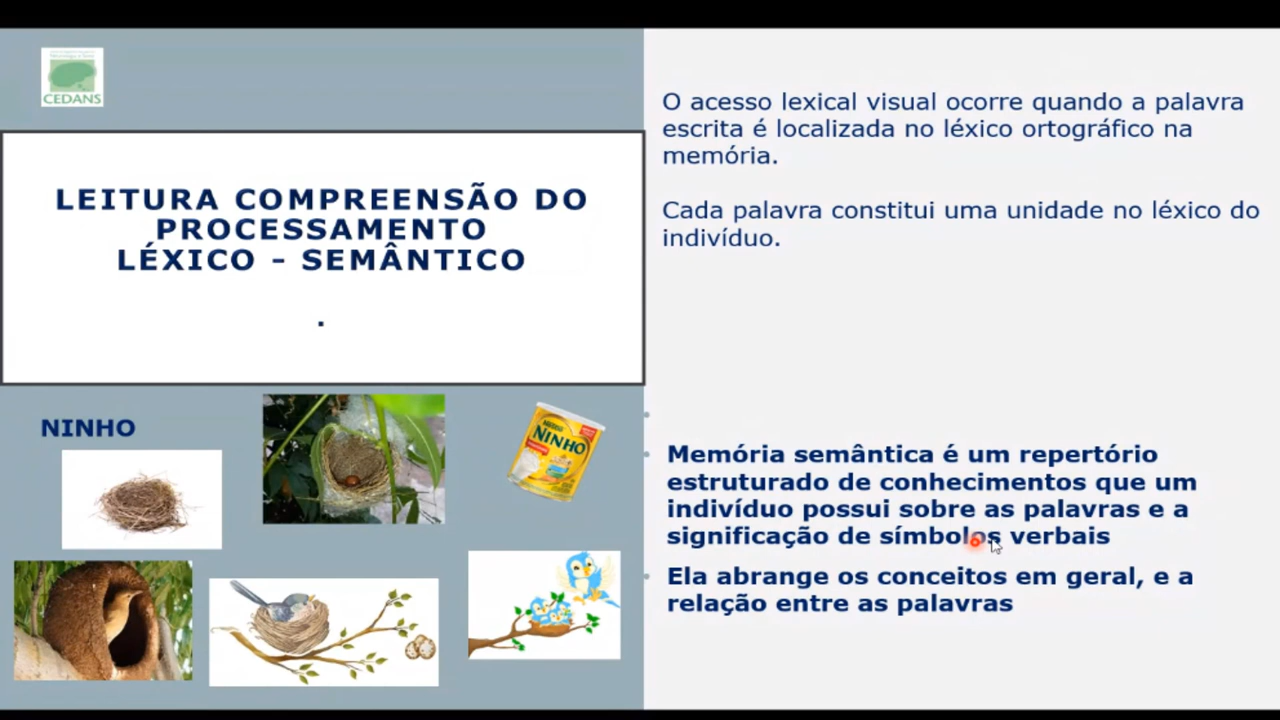 CEDANS
LEITURA COMPREENSÃO DO
PROCESSAMENTO
LÉXICO - SEMÂNTICO
.
NINHO
NINHO
O acesso lexical visual ocorre quando a palavra
escrita é localizada no léxico ortográfico na
memória.
Cada palavra constitui uma unidade no léxico do
indivíduo.
Memória semântica é um repertório
estruturado de conhecimentos que um
indivíduo possui sobre as palavras e a
significação de símbolos verbais
Ela abrange os conceitos em geral, e a
relação entre as palavras